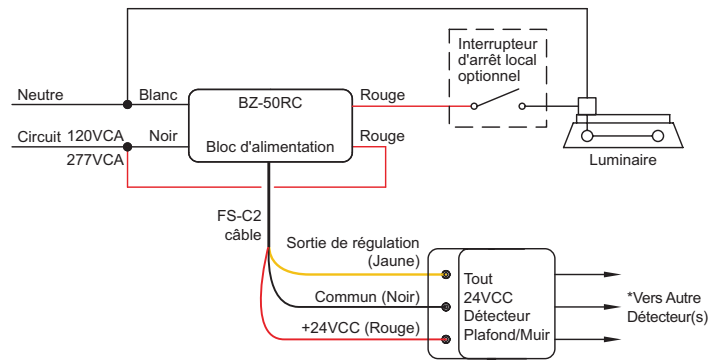 Interrupteur
d'arrêt local
optionnel
Neutre
Blanc
BZ-50RC
Rouge
Circuit 120VCA
277VCA
Noir
Bloc d'alimentation
Rouge
Luminaire
FS-C2
câble
Sortie de régulation
(Jaune)
Commun (Noir)
+24VCC (Rouge)
Tout
24VCC
Détecteur
Plafond/Muir
*Vers Autre
Détecteur(s)